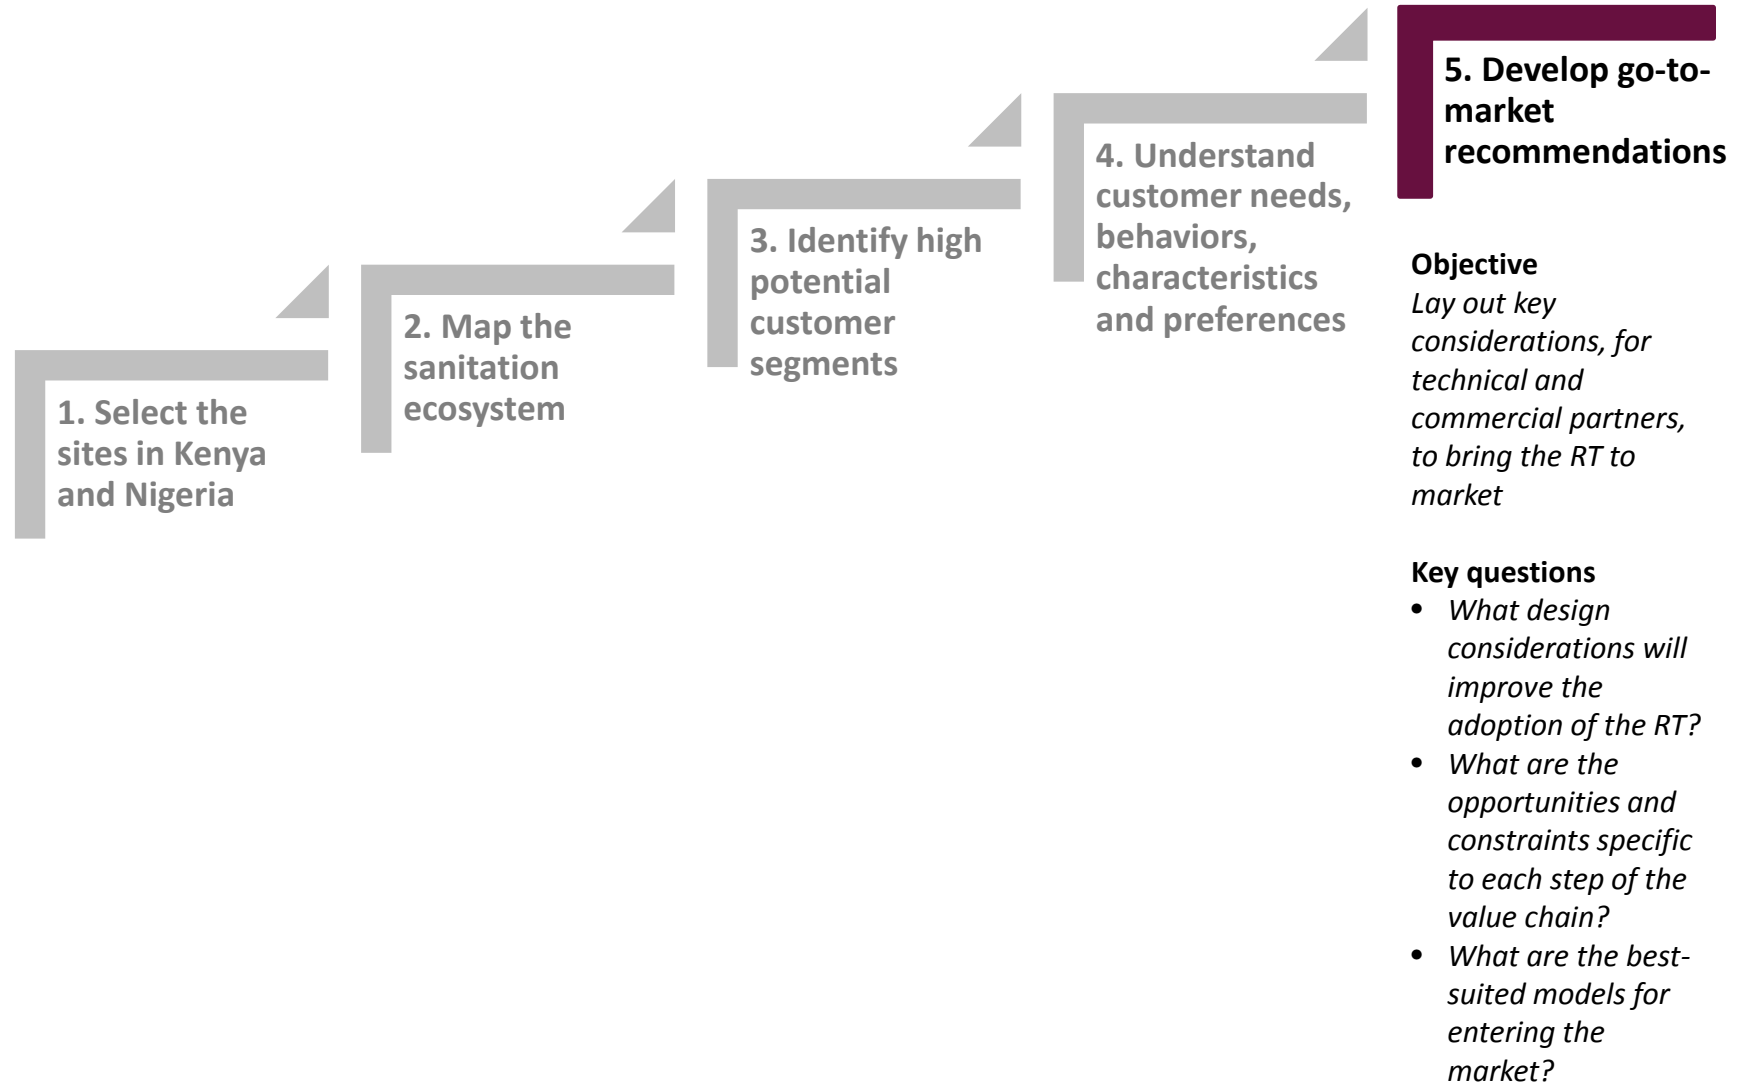 1. Select the
sites in Kenya
and Nigeria
2. Map the
sanitation
ecosystem
3. Identify high
potential
customer
segments
4. Understand
customer needs,
behaviors,
characteristics
and preferences
5. Develop go-to-
market
recommendations
Objective
Lay out key
considerations, for
technical and
commercial partners,
to bring the RT to
market
Key questions
• What design
considerations will
improve the
adoption of the RT?
• What are the
opportunities and
constraints specific
to each step of the
value chain?
• What are the best-
suited models for
entering the
market?